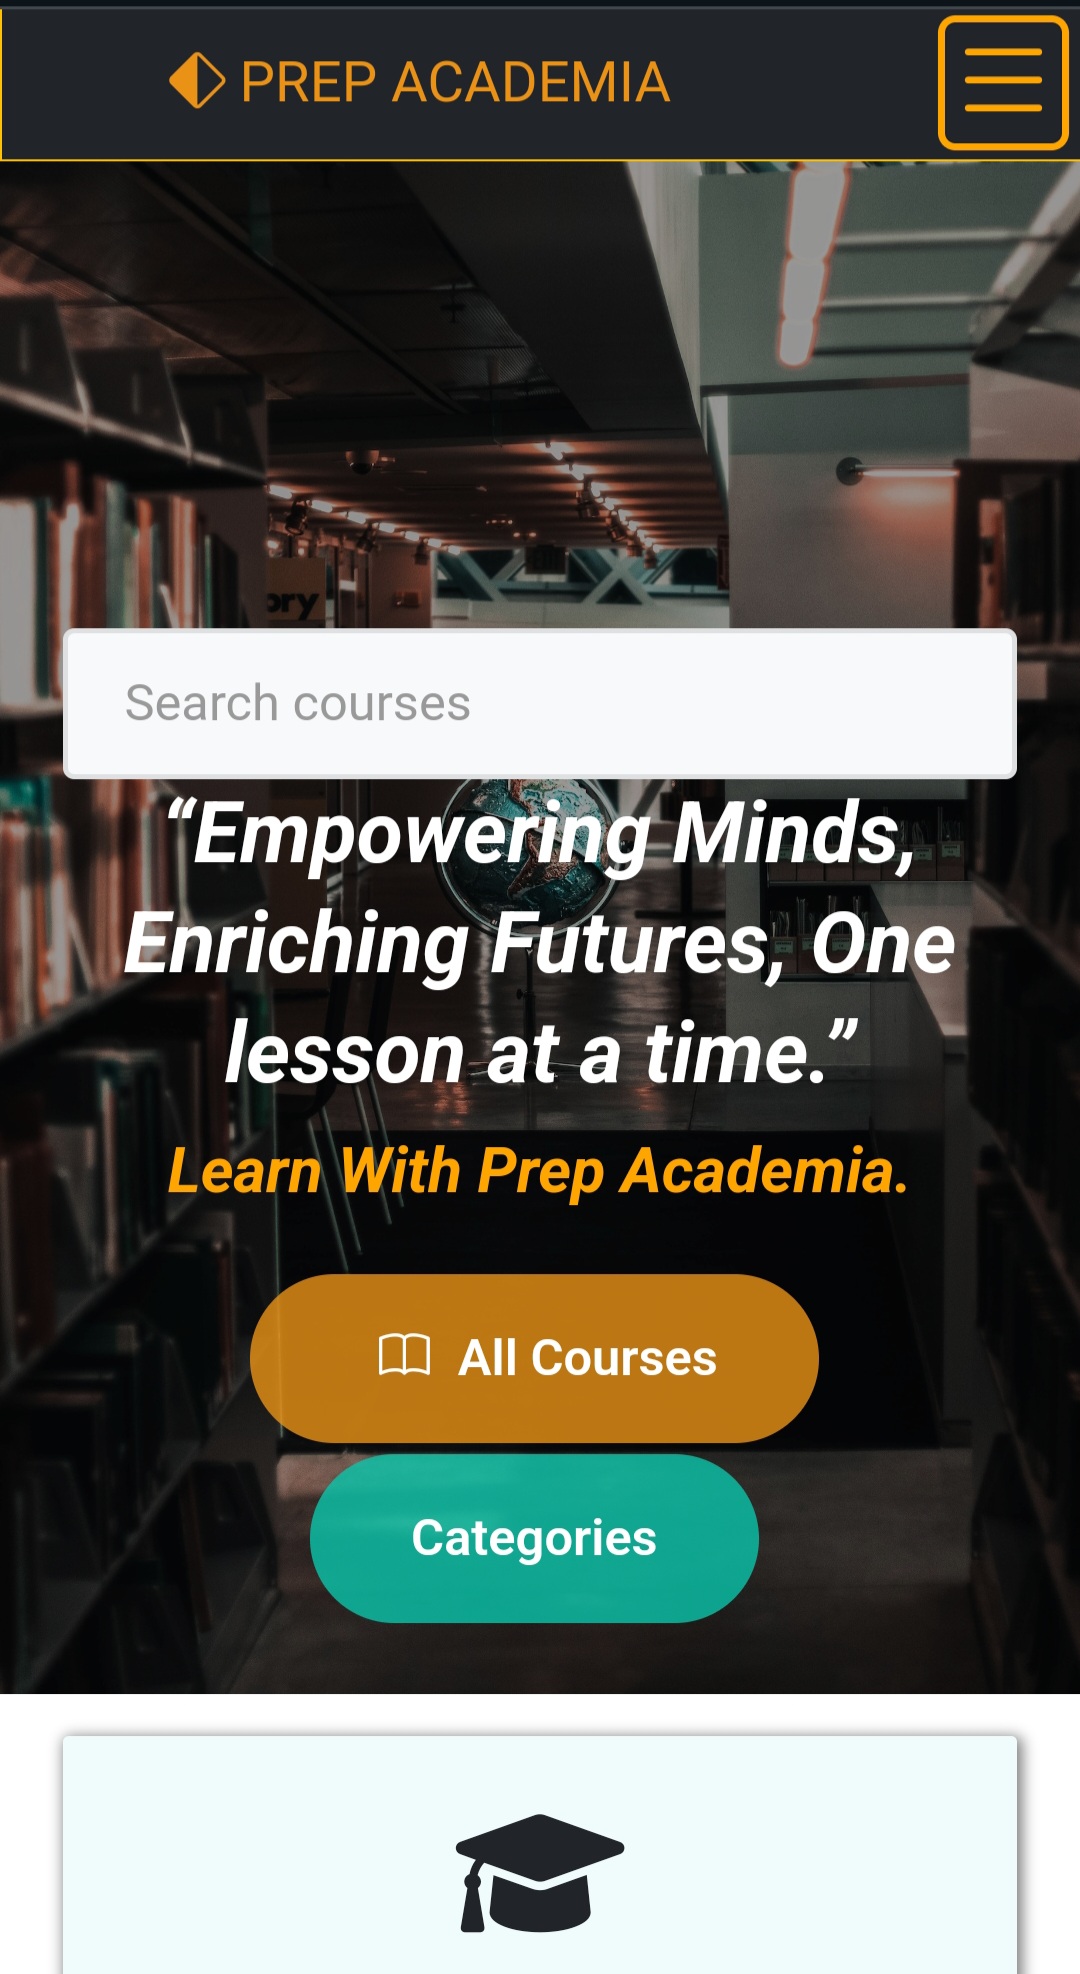 PREP ACADEMIA
ory
Search courses
“Empowering Minds,
Enriching Futures, One
lesson at a time.”
Learn With Prep Academia.
All Courses
Categories